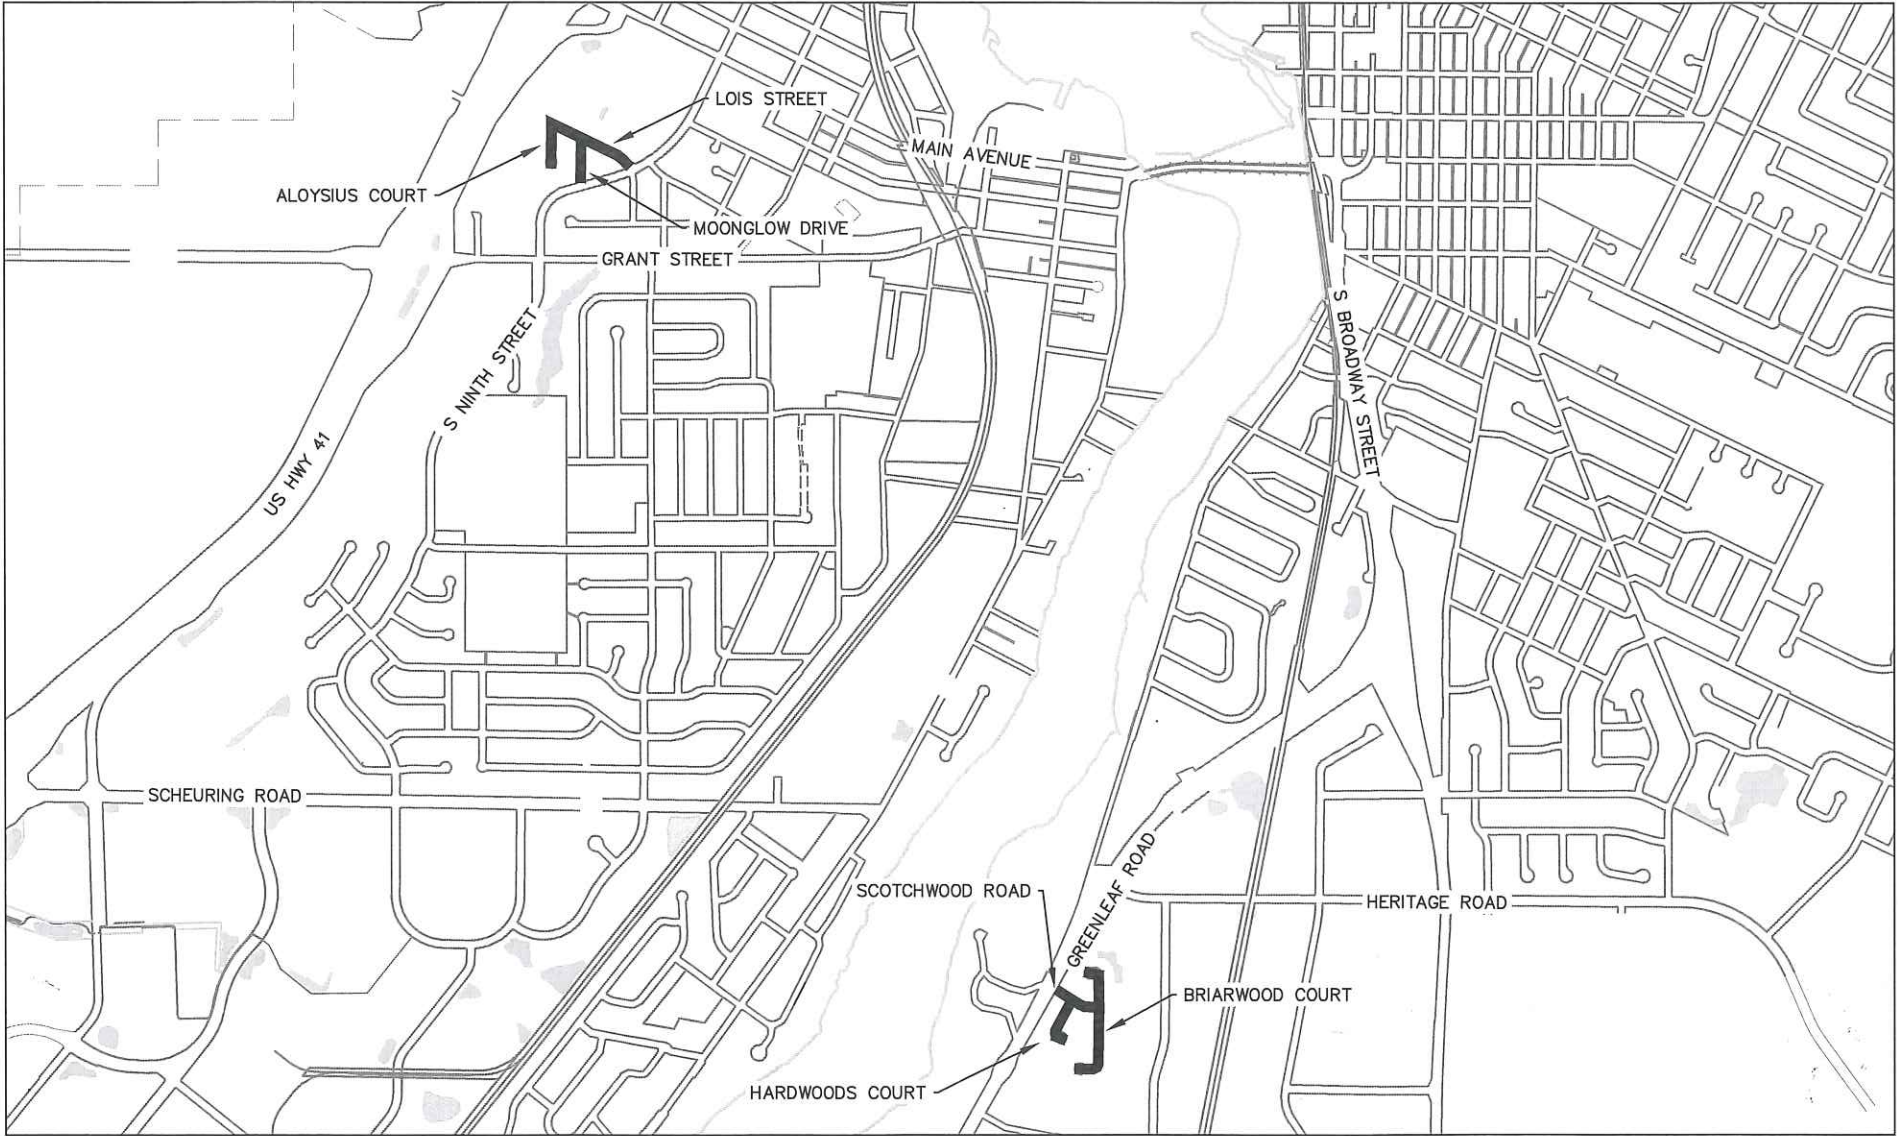 LOIS STREET
MAIN AVENUE
ALOYSIUS COURT
MOONGLOW DRIVE
GRANT STREET
S NINTH STREET
S BROADWAY STREET
US HWY 41
SCHEURING ROAD
SCOTCHWOOD ROAD
GREENLEAF ROAD
HERITAGE ROAD
BRIARWOOD COURT
HARDWOODS COURT